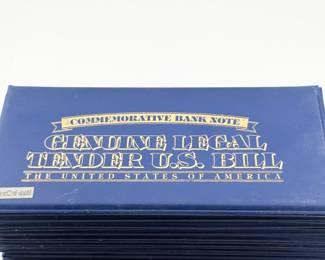 COMMEMORATIVE BANK NOTE
GENUINE LEGAL
TENDER U.S. BILL
THE UNITED STATES OF AMERICA